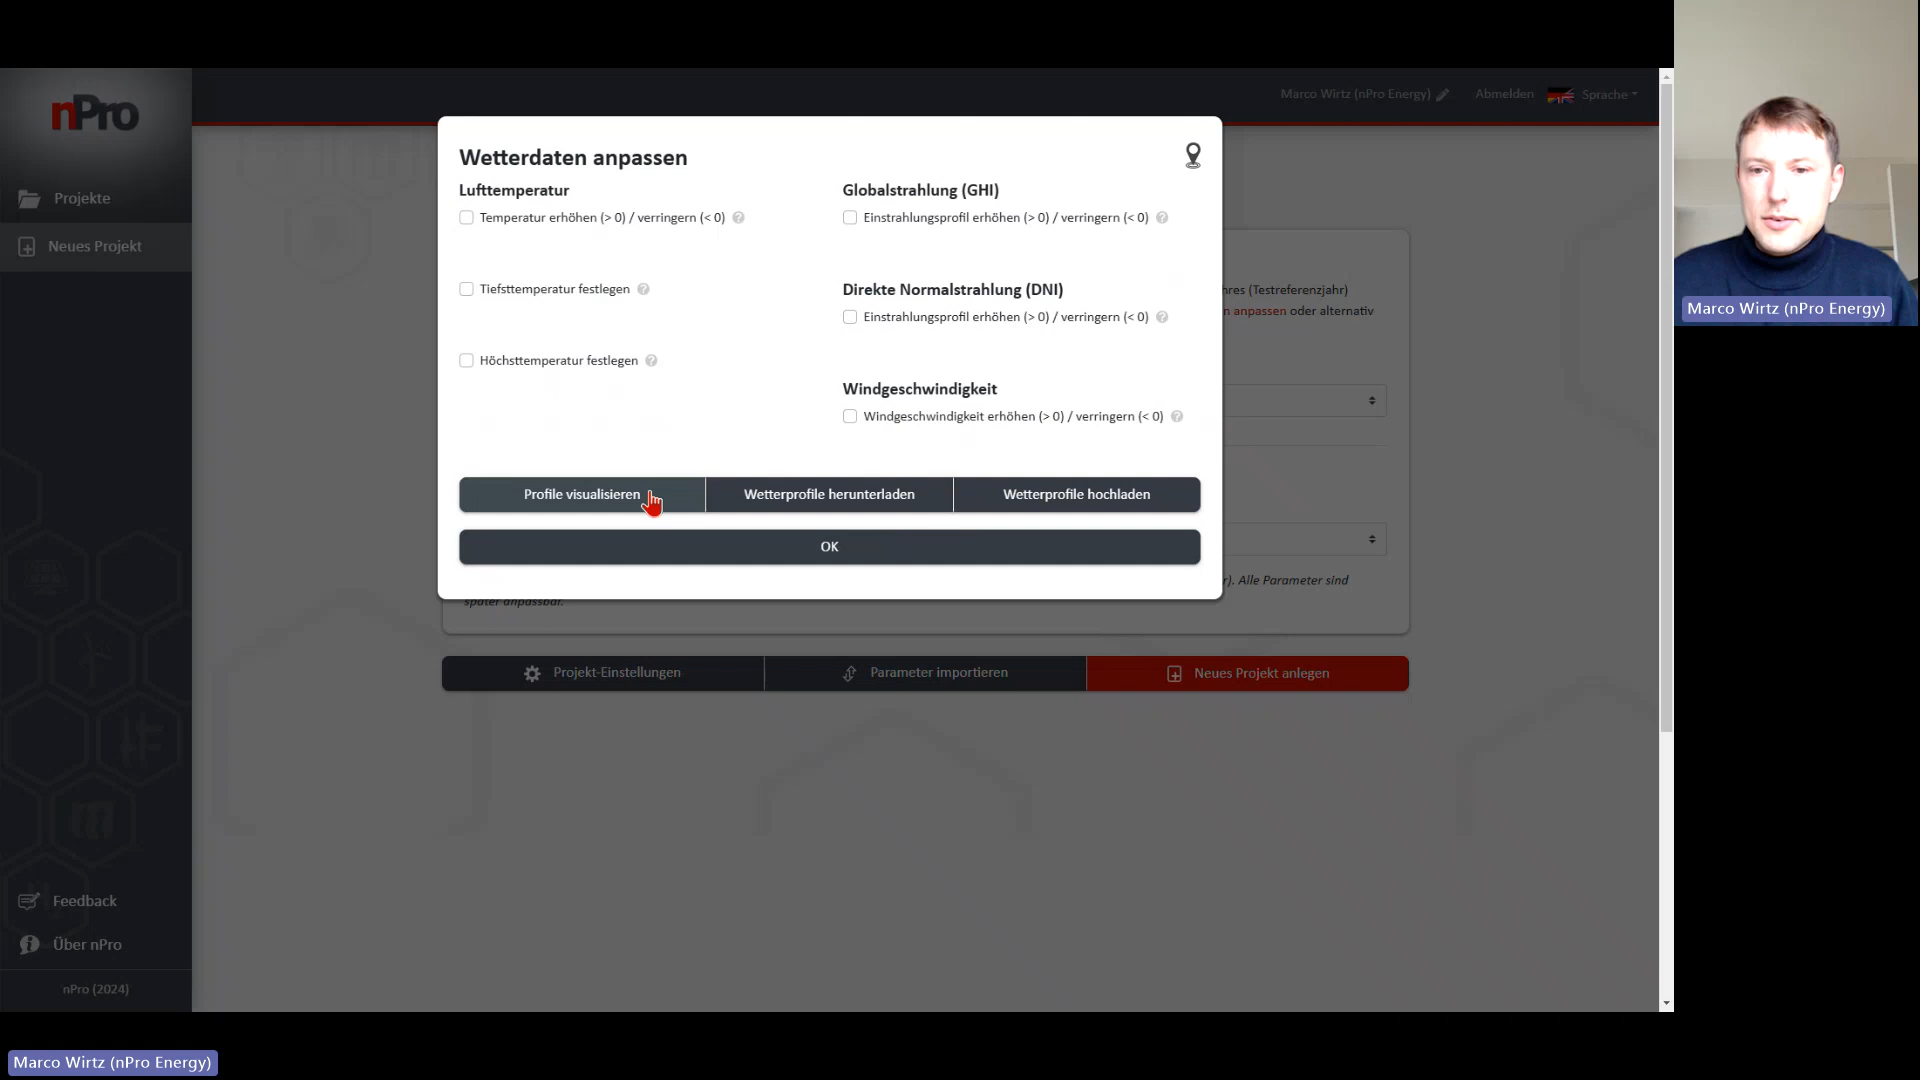 nPro
Marco Wirtz (nPro Energy)
Abmelden
Sprache
Projekte
Neues Projekt
Wetterdaten anpassen
Lufttemperatur
Temperatur erhöhen (> 0) / verringern (< 0)
Tiefsttemperatur festlegen
Höchsttemperatur festlegen
Globalstrahlung (GHI)
Einstrahlungsprofil erhöhen (> 0) / verringern (< 0)
Direkte Normalstrahlung (DNI)
Einstrahlungsprofil erhöhen (> 0) / verringern (< 0)
Windgeschwindigkeit
Windgeschwindigkeit erhöhen (> 0) / verringern (< 0)
Profile visualisieren
Wetterprofile herunterladen
Wetterprofile hochladen
OK
hres (Testreferenzjahr)
n anpassen oder alternativ
r]. Alle Parameter sind
später anpassbar.
Projekt-Einstellungen
Parameter importieren
Neues Projekt anlegen
Feedback
Über nPro
nPro (2024)
Marco Wirtz (nPro Energy)
Marco Wirtz (nPro Energy)